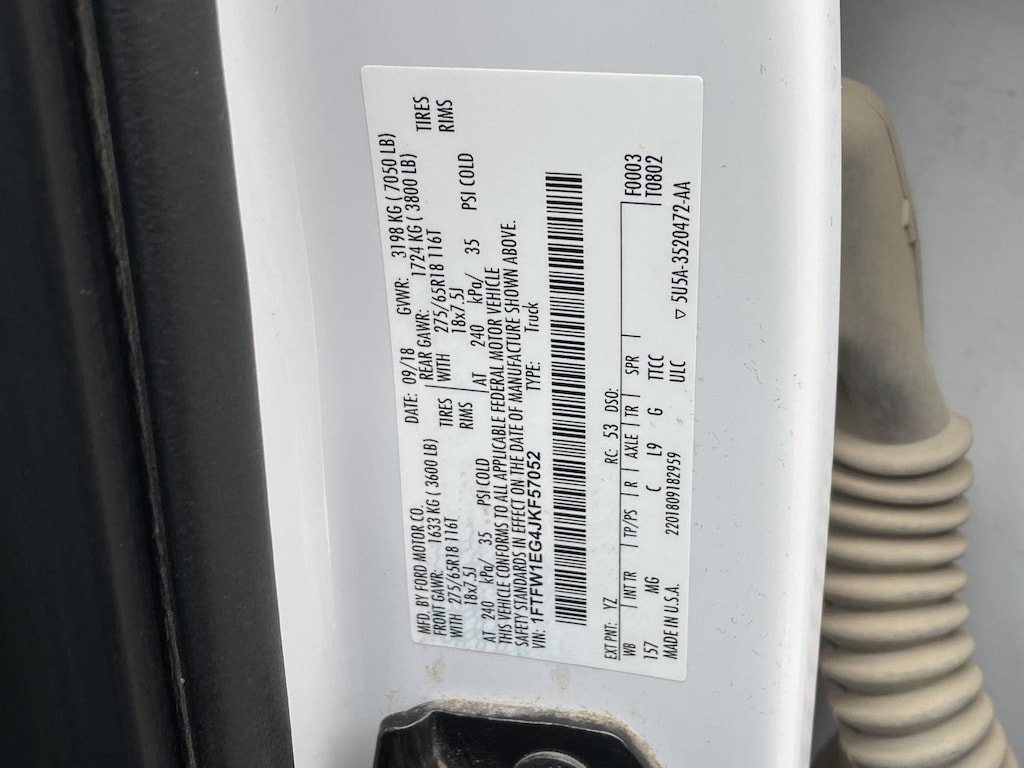 MFD. BY FORD MOTOR CO.
DATE: 09/18 GVWR: 3198 KG ( 7050 LB)
FRONT GAWR: 1633 KG ( 3600 LB) REAR GAWR: 1724 KG ( 3800 LB)
WITH 275/65R18 116T TIRES WITH 275/65R18 116T TIRES
18x7.5J RIMS 18x7.5J RIMS
AT 240 kPa/ 35 PSI COLD AT 240 kPa/ 35 PSI COLD
THIS VEHICLE CONFORMS TO ALL APPLICABLE FEDERAL MOTOR VEHICLE
SAFETY STANDARDS IN EFFECT ON THE DATE OF MANUFACTURE SHOWN ABOVE.
VIN: 1FTFW1EG4JKF57052 TYPE: Truck
EXT PNT: YZ RC: 53 DSO: F0003
WB INT TR TP/PS R AXLE TR SPR T0802
157 MG C L9 G TTCC
MADE IN U.S.A. 2201809182959 ULC ▽ 5U5A-3520472-AA